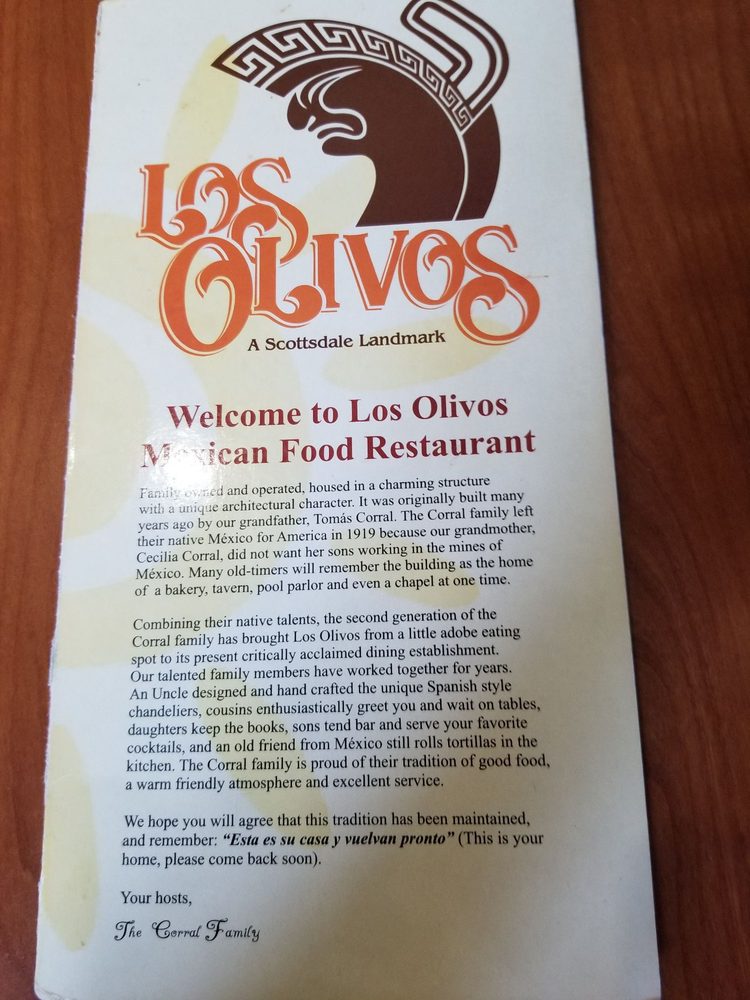 LOS
OLIVOS
A Scottsdale Landmark
Welcome to Los Olivos
Mexican Food Restaurant
Family owned and operated, housed in a charming structure
with a unique architectural character. It was originally built many
years ago by our grandfather, Tomás Corral. The Corral family left
their native México for America in 1919 because our grandmother,
Cecilia Corral, did not want her sons working in the mines of
México. Many old-timers will remember the building as the home
of a bakery, tavern, pool parlor and even a chapel at one time.
Combining their native talents, the second generation of the
Corral family has brought Los Olivos from a little adobe eating
spot to its present critically acclaimed dining establishment.
Our talented family members have worked together for years.
An Uncle designed and hand crafted the unique Spanish style
chandeliers, cousins enthusiastically greet you and wait on tables,
daughters keep the books, sons tend bar and serve your favorite
cocktails, and an old friend from México still rolls tortillas in the
kitchen. The Corral family is proud of their tradition of good food,
a warm friendly atmosphere and excellent service.
We hope you will agree that this tradition has been maintained,
and remember: “Esta es su casa y vuelvan pronto” (This is your
home, please come back soon).
Your hosts,
The Corral Family